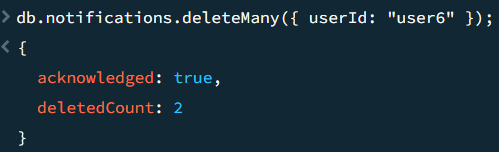 > db.notifications.deleteMany({ userId: "user6" });
< {
acknowledged: true,
deletedCount: 2
}